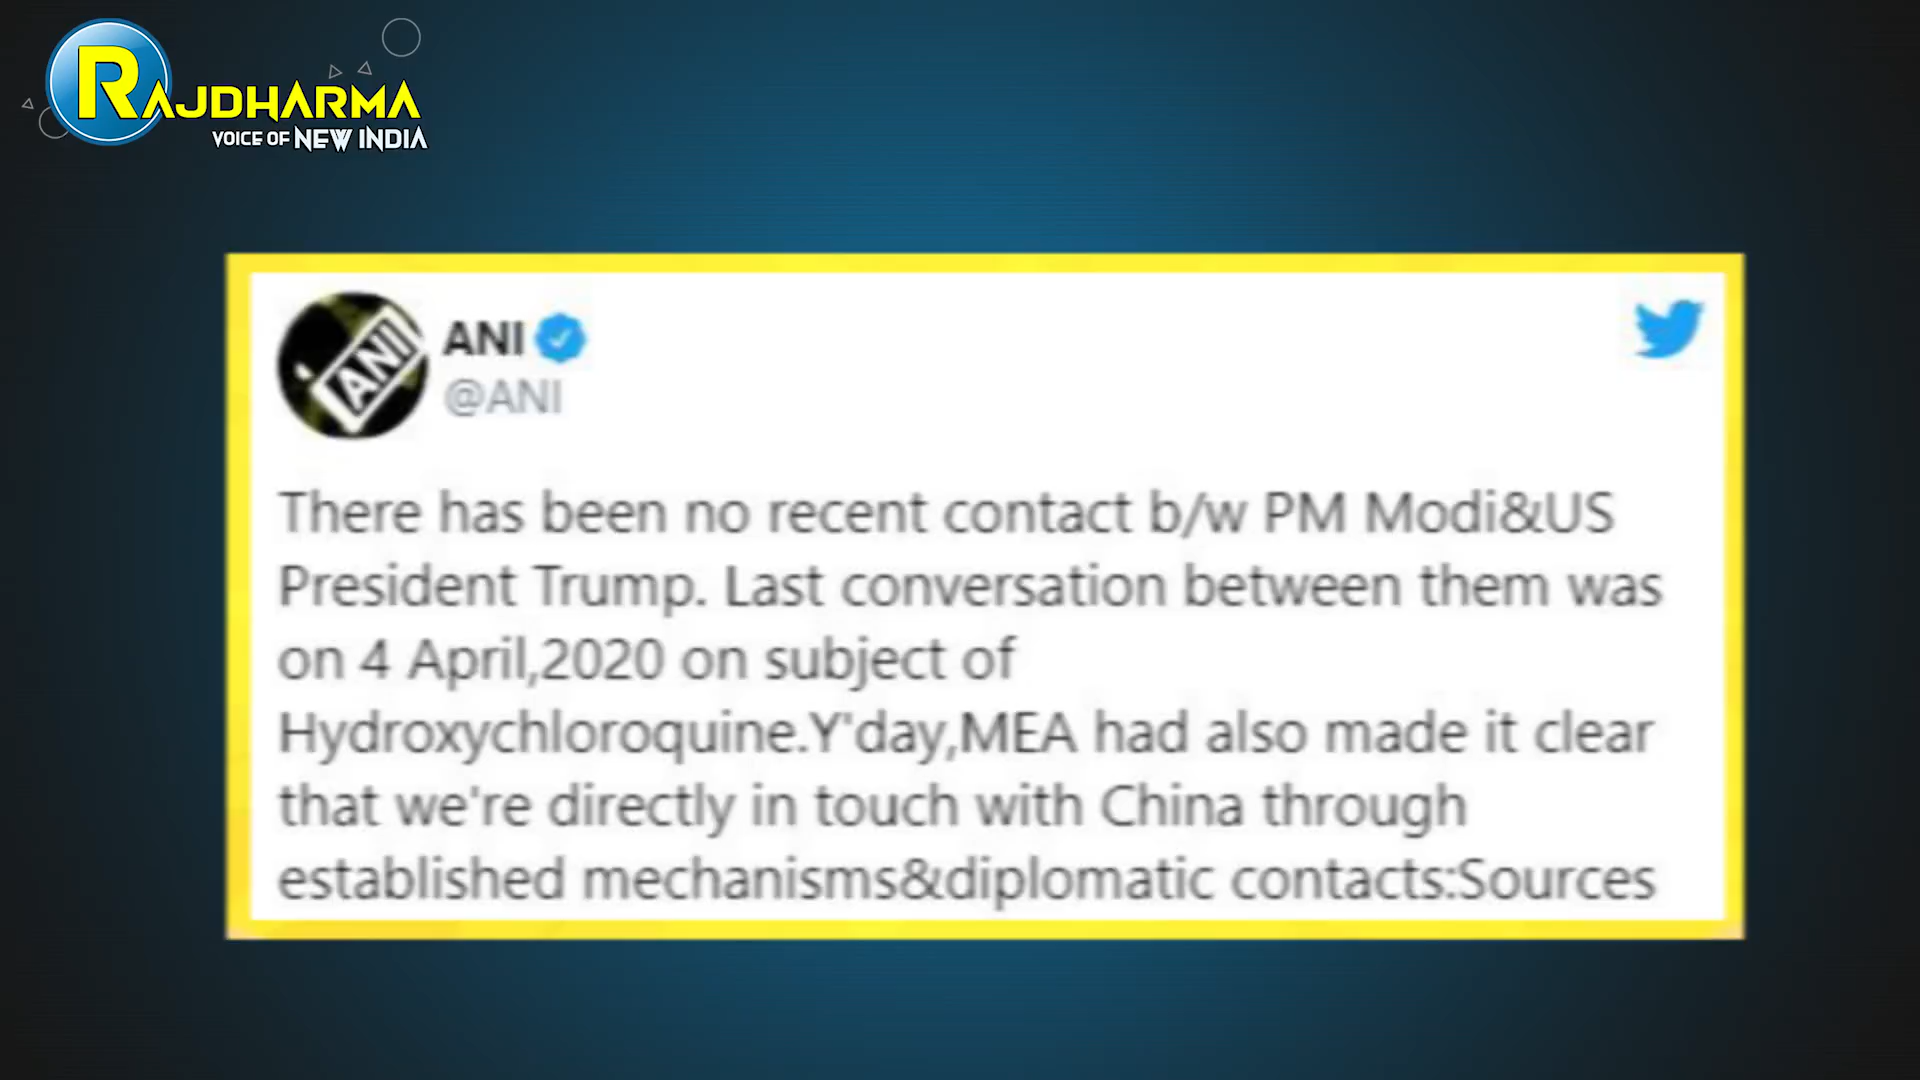 RAJDHARMA
VOICE OF NEW INDIA
ANI
ANI
@ANI
There has been no recent contact b/w PM Modi&US
President Trump. Last conversation between them was
on 4 April,2020 on subject of
Hydroxychloroquine.Y'day,MEA had also made it clear
that we're directly in touch with China through
established mechanisms&diplomatic contacts:Sources